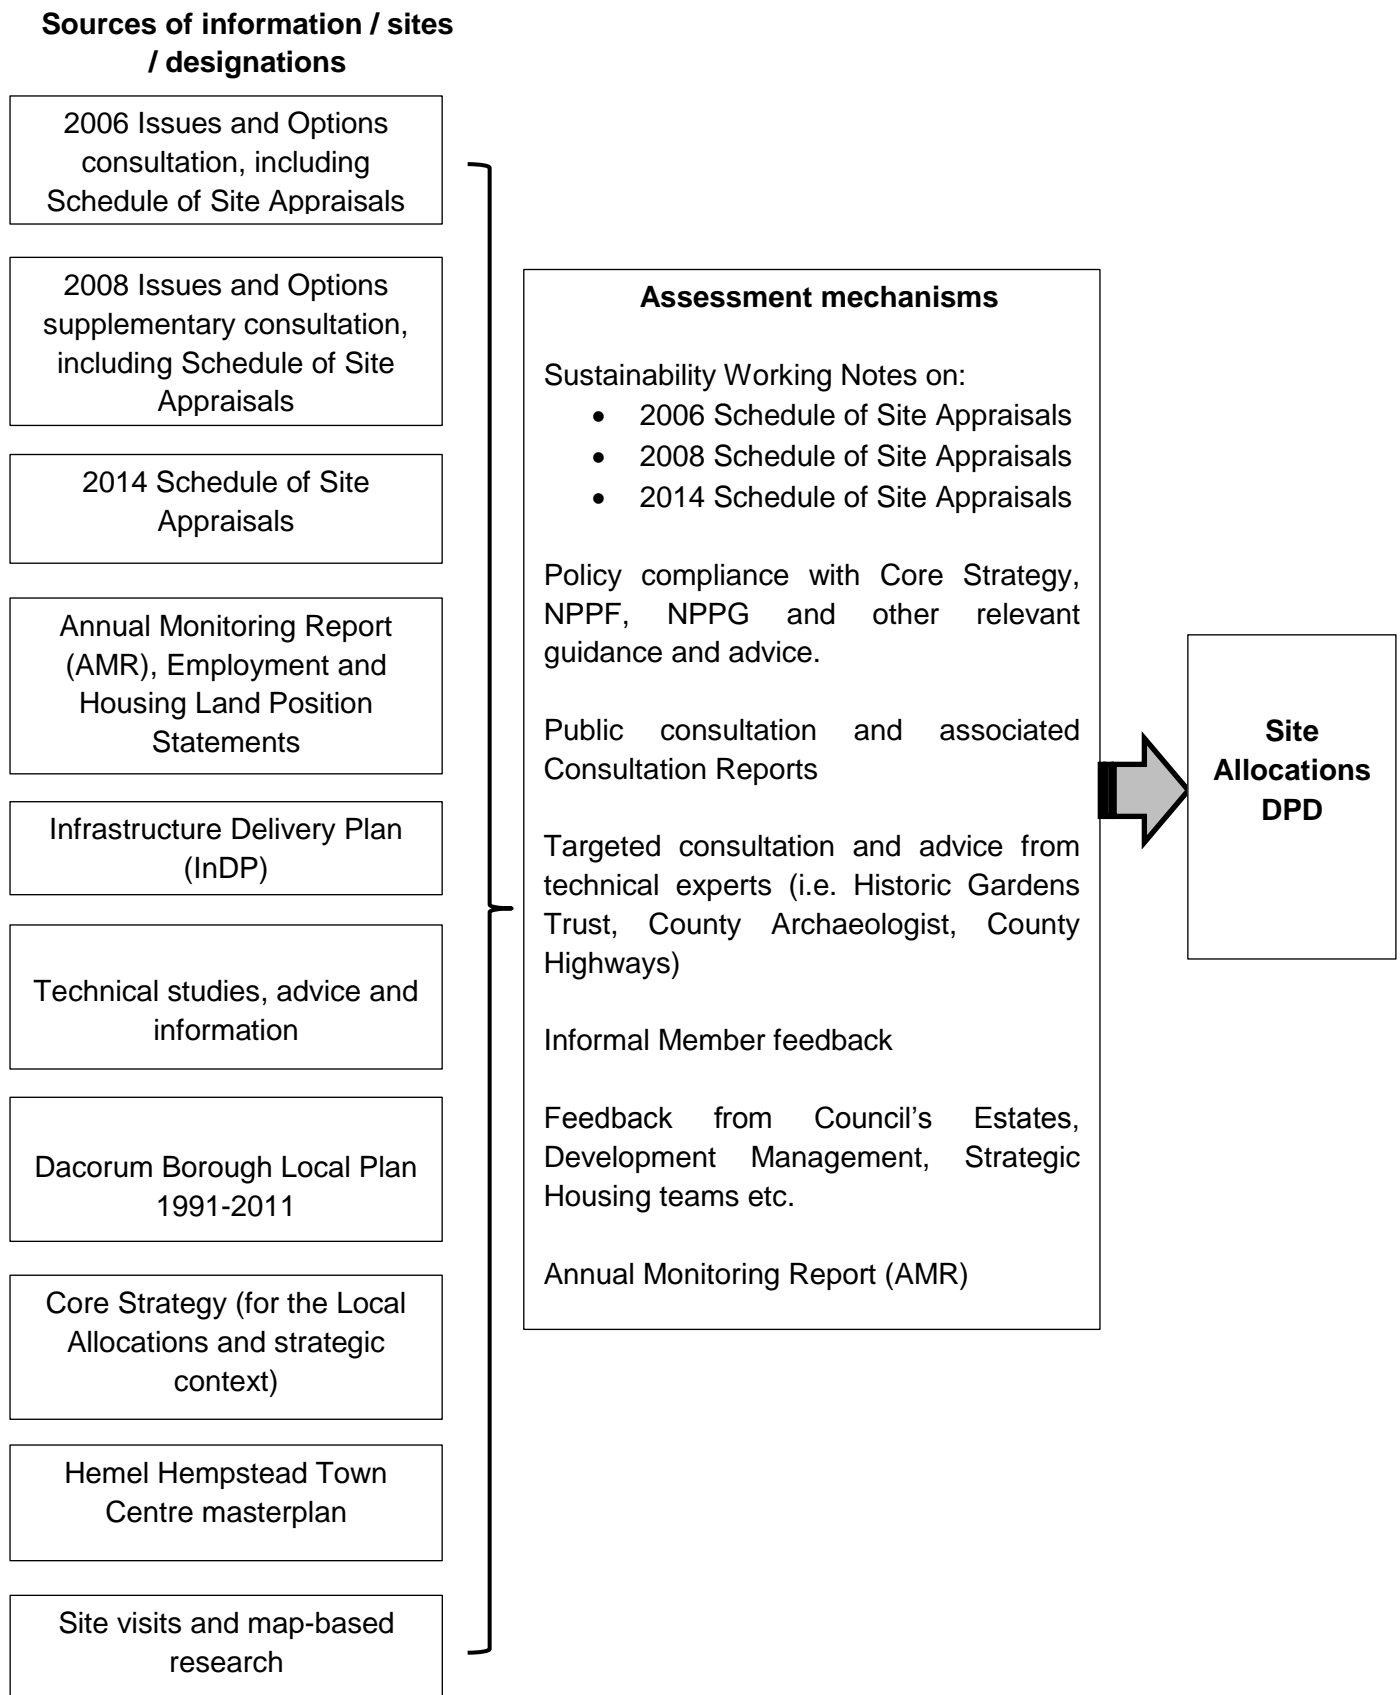 Sources of information / sites
/ designations
2006 Issues and Options
consultation, including
Schedule of Site Appraisals
2008 Issues and Options
supplementary consultation,
including Schedule of Site
Appraisals
2014 Schedule of Site
Appraisals
Annual Monitoring Report
(AMR), Employment and
Housing Land Position
Statements
Infrastructure Delivery Plan
(InDP)
Technical studies, advice and
information
Dacorum Borough Local Plan
1991-2011
Core Strategy (for the Local
Allocations and strategic
context)
Hemel Hempstead Town
Centre masterplan
Site visits and map-based
research
Assessment mechanisms
Sustainability Working Notes on:
• 2006 Schedule of Site Appraisals
• 2008 Schedule of Site Appraisals
• 2014 Schedule of Site Appraisals
Policy compliance with Core Strategy,
NPPF, NPPG and other relevant
guidance and advice.
Public consultation and associated
Consultation Reports
Targeted consultation and advice from
technical experts (i.e. Historic Gardens
Trust, County Archaeologist, County
Highways)
Informal Member feedback
Feedback from Council’s Estates,
Development Management, Strategic
Housing teams etc.
Annual Monitoring Report (AMR)
Site
Allocations
DPD